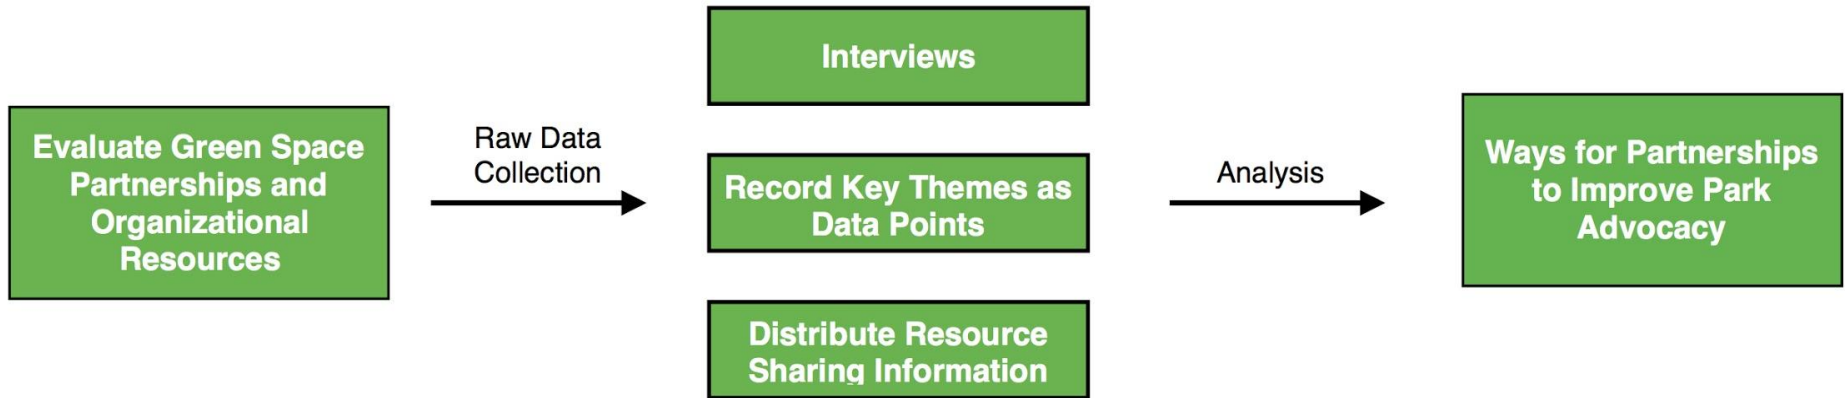 Evaluate Green Space
Partnerships and
Organizational
Resources
Raw Data
Collection
Interviews
Record Key Themes as
Data Points
Distribute Resource
Sharing Information
Analysis
Ways for Partnerships
to Improve Park
Advocacy